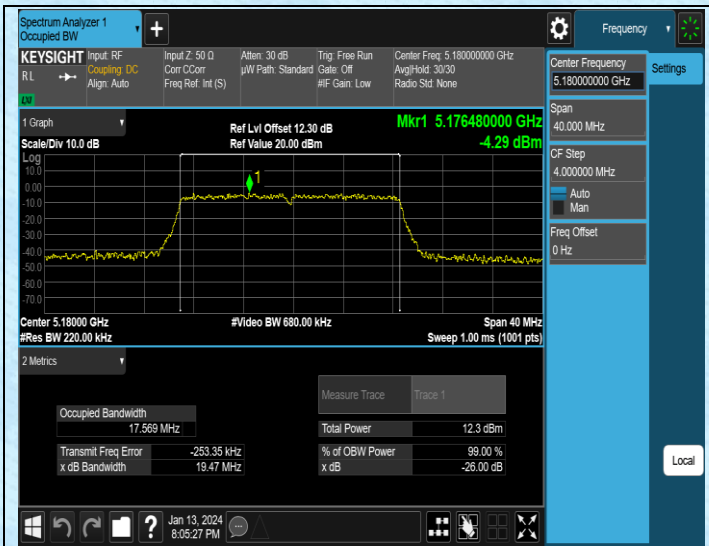 Spectrum Analyzer 1
Occupied BW
+
Frequency
KEYSIGHT
RL
LXI
Input: RF
Coupling: DC
Align: Auto
Input Z: 50 Ω
Corr CCorr
Freq Ref: Int (S)
Atten: 30 dB
µW Path: Standard
Trig: Free Run
Gate: Off
#IF Gain: Low
Center Freq: 5.180000000 GHz
Avg|Hold: 30/30
Radio Std: None
Center Frequency
5.180000000 GHz
Settings
Span
40.000 MHz
CF Step
4.000000 MHz
Auto
Man
Freq Offset
0 Hz
Local
1 Graph
Scale/Div 10.0 dB
Ref Lvl Offset 12.30 dB
Ref Value 20.00 dBm
Mkr1 5.176480000 GHz
-4.29 dBm
Log
10.0
0.00
-10.0
-20.0
-30.0
-40.0
-50.0
-60.0
-70.0
1
Center 5.18000 GHz
#Res BW 220.00 kHz
#Video BW 680.00 kHz
Span 40 MHz
Sweep 1.00 ms (1001 pts)
2 Metrics
Measure Trace
Trace 1
Occupied Bandwidth
17.569 MHz
Total Power
12.3 dBm
Transmit Freq Error
-253.35 kHz
% of OBW Power
99.00 %
x dB Bandwidth
19.47 MHz
x dB
-26.00 dB
?
Jan 13, 2024
8:05:27 PM